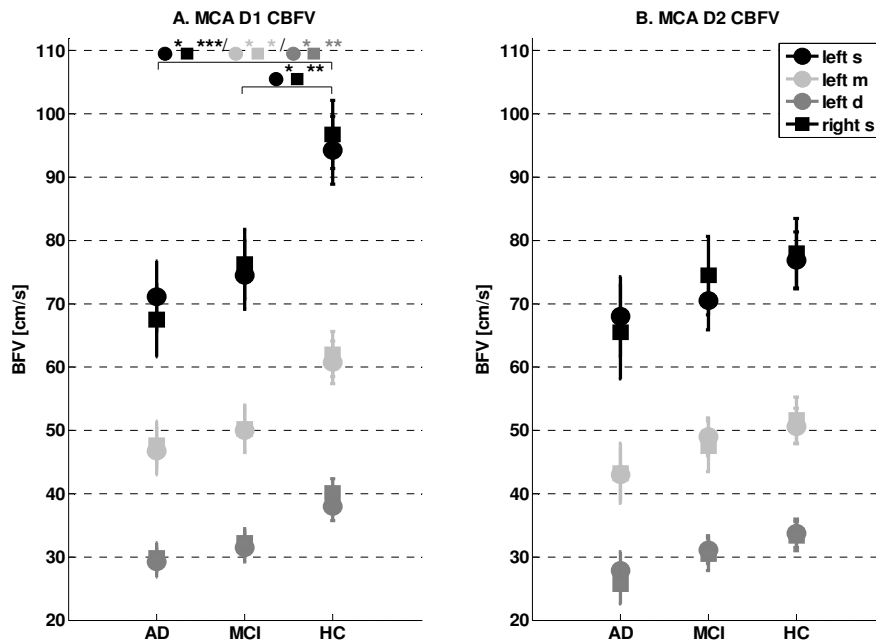 A. MCA D1 CBFV
* ***/* */* **
* **
110
100
90
80
70
60
50
40
30
20
BFV [cm/s]
AD MCI HC
B. MCA D2 CBFV
left s
left m
left d
right s
110
100
90
80
70
60
50
40
30
20
BFV [cm/s]
AD MCI HC